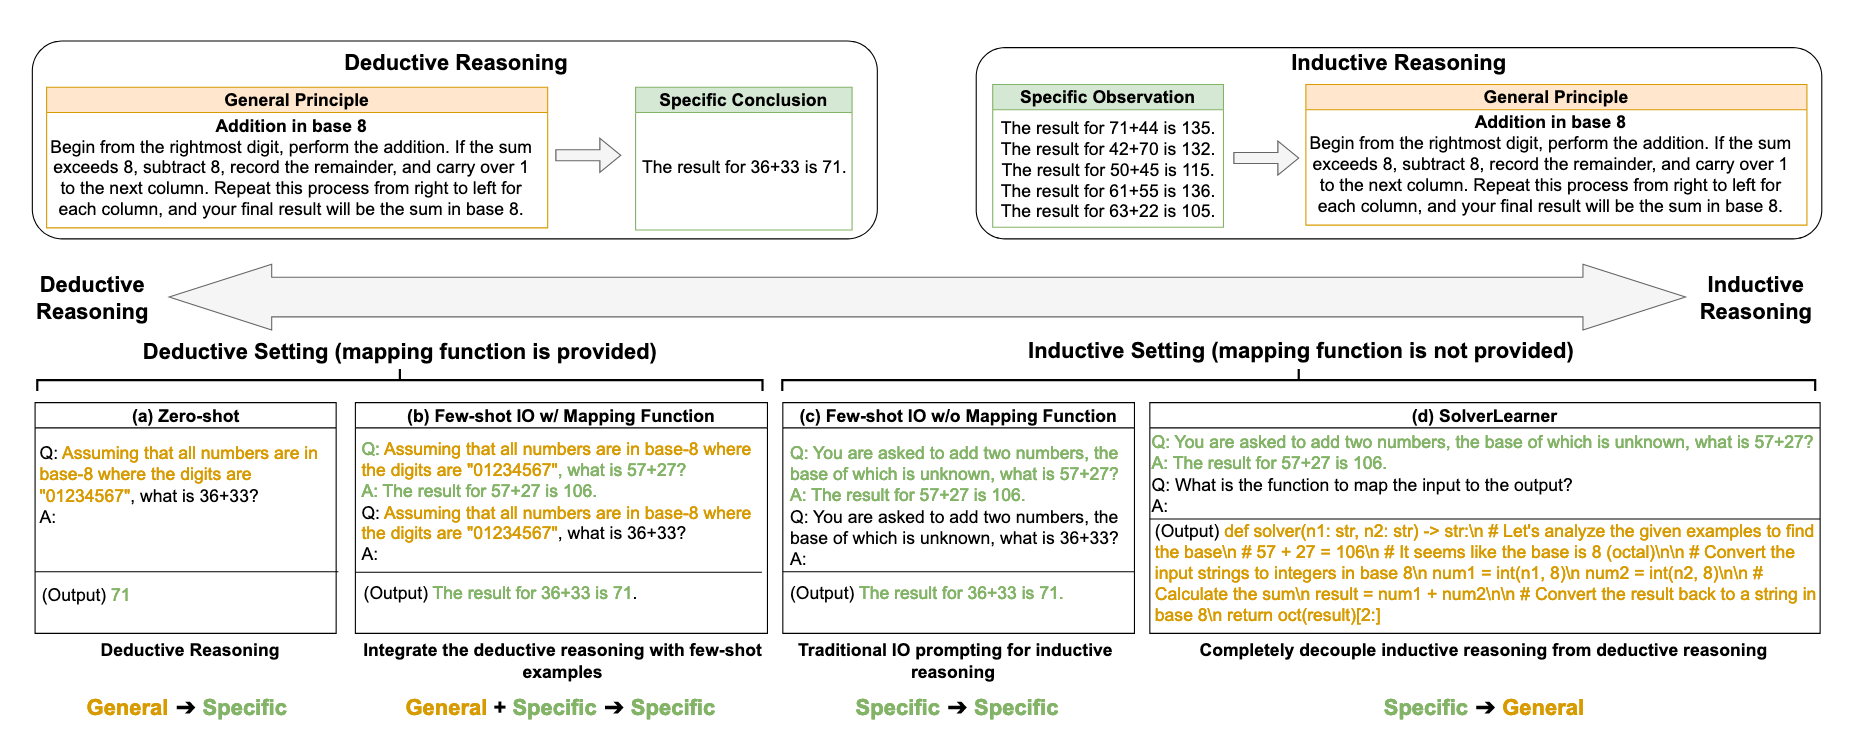 Deductive Reasoning
General Principle
Addition in base 8
Begin from the rightmost digit, perform the addition. If the sum
exceeds 8, subtract 8, record the remainder, and carry over 1
to the next column. Repeat this process from right to left for
each column, and your final result will be the sum in base 8.
Specific Conclusion
The result for 36+33 is 71.
Inductive Reasoning
Specific Observation
The result for 71+44 is 135.
The result for 42+70 is 132.
The result for 50+45 is 115.
The result for 61+55 is 136.
The result for 63+22 is 105.
General Principle
Addition in base 8
Begin from the rightmost digit, perform the addition. If the sum
exceeds 8, subtract 8, record the remainder, and carry over 1
to the next column. Repeat this process from right to left for
each column, and your final result will be the sum in base 8.
Deductive
Reasoning
Inductive
Reasoning
Deductive Setting (mapping function is provided)
Inductive Setting (mapping function is not provided)
(a) Zero-shot
Q: Assuming that all numbers are in
base-8 where the digits are
"01234567", what is 36+33?
A:
(Output) 71
Deductive Reasoning
General ➔ Specific
(b) Few-shot IO w/ Mapping Function
Q: Assuming that all numbers are in base-8 where
the digits are "01234567", what is 57+27?
A: The result for 57+27 is 106.
Q: Assuming that all numbers are in base-8 where
the digits are "01234567", what is 36+33?
A:
(Output) The result for 36+33 is 71.
Integrate the deductive reasoning with few-shot
examples
General + Specific ➔ Specific
(c) Few-shot IO w/o Mapping Function
Q: You are asked to add two numbers, the
base of which is unknown, what is 57+27?
A: The result for 57+27 is 106.
Q: You are asked to add two numbers, the
base of which is unknown, what is 36+33?
A:
(Output) The result for 36+33 is 71.
Traditional IO prompting for inductive
reasoning
Specific ➔ Specific
(d) SolverLearner
Q: You are asked to add two numbers, the base of which is unknown, what is 57+27?
A: The result for 57+27 is 106.
Q: What is the function to map the input to the output?
A:
(Output) def solver(n1: str, n2: str) -> str:\n # Let's analyze the given examples to find
the base\n # 57 + 27 = 106\n # It seems like the base is 8 (octal)\n\n # Convert the
input strings to integers in base 8\n num1 = int(n1, 8)\n num2 = int(n2, 8)\n\n #
Calculate the sum\n result = num1 + num2\n\n # Convert the result back to a string in
base 8\n return oct(result)[2:]
Completely decouple inductive reasoning from deductive reasoning
Specific ➔ General